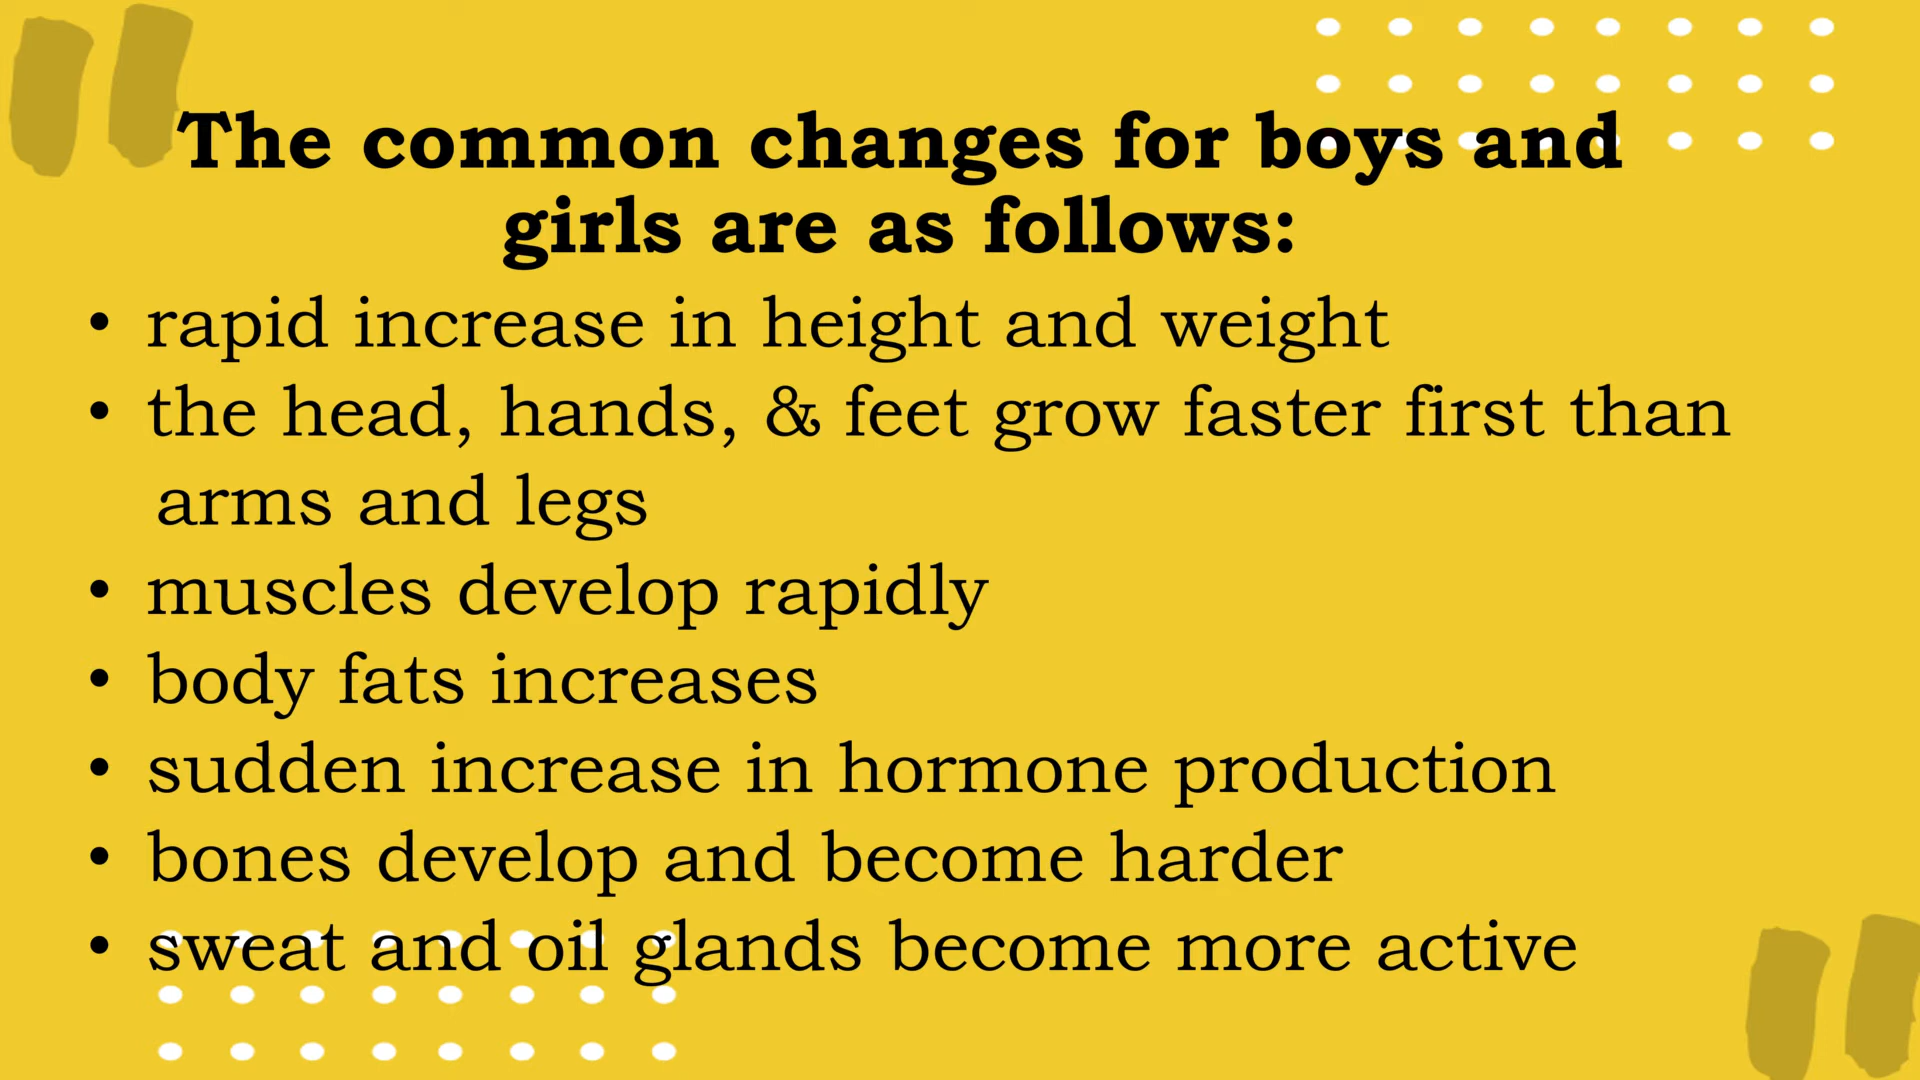 The common changes for boys and
girls are as follows:
• rapid increase in height and weight
• the head, hands, & feet grow faster first than
arms and legs
• muscles develop rapidly
• body fats increases
• sudden increase in hormone production
• bones develop and become harder
• sweat and oil glands become more active